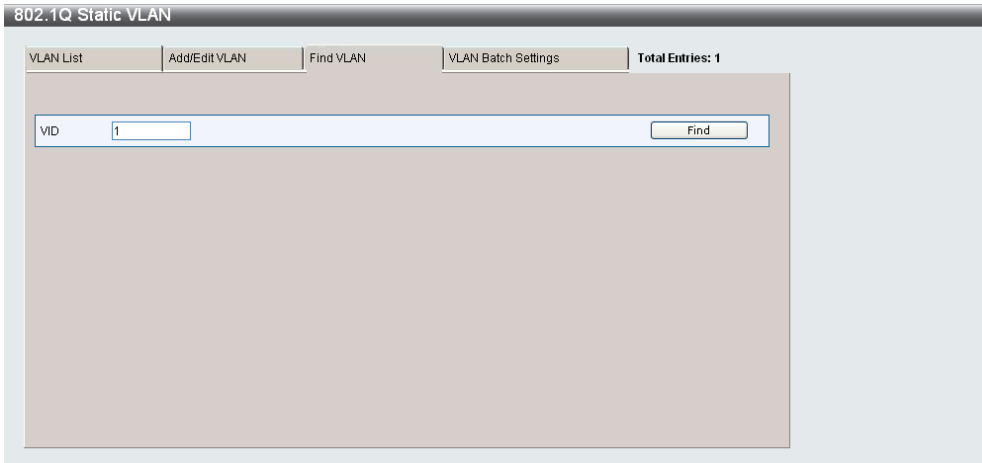 802.1Q Static VLAN
VLAN List Add/Edit VLAN Find VLAN VLAN Batch Settings Total Entries: 1
VID 1 Find